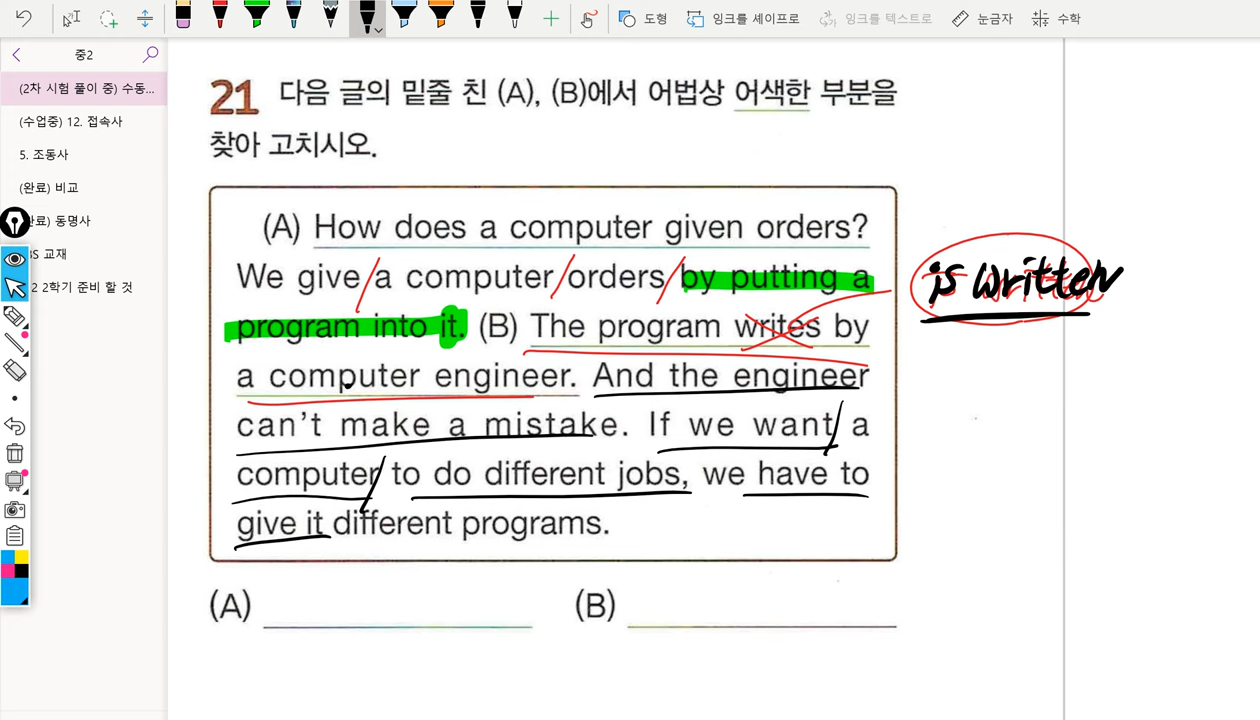 도형
잉크를 셰이프로
잉크를 텍스트로
눈금자
수학
중2
(2차 시험 풀이 중) 수동...
(수업중) 12. 접속사
5. 조동사
(완료) 비교
료) 동명사
교재
2 2학기 준비 할 것
21 다음 글의 밑줄 친 (A), (B)에서 어법상 어색한 부분을
찾아 고치시오.
(A) How does a computer given orders?
We give a computer orders by putting a
program into it. (B) The program writes by
a computer engineer. And the engineer
can't make a mistake. If we want a
computer to do different jobs, we have to
give it different programs.
is written
(A)
(B)